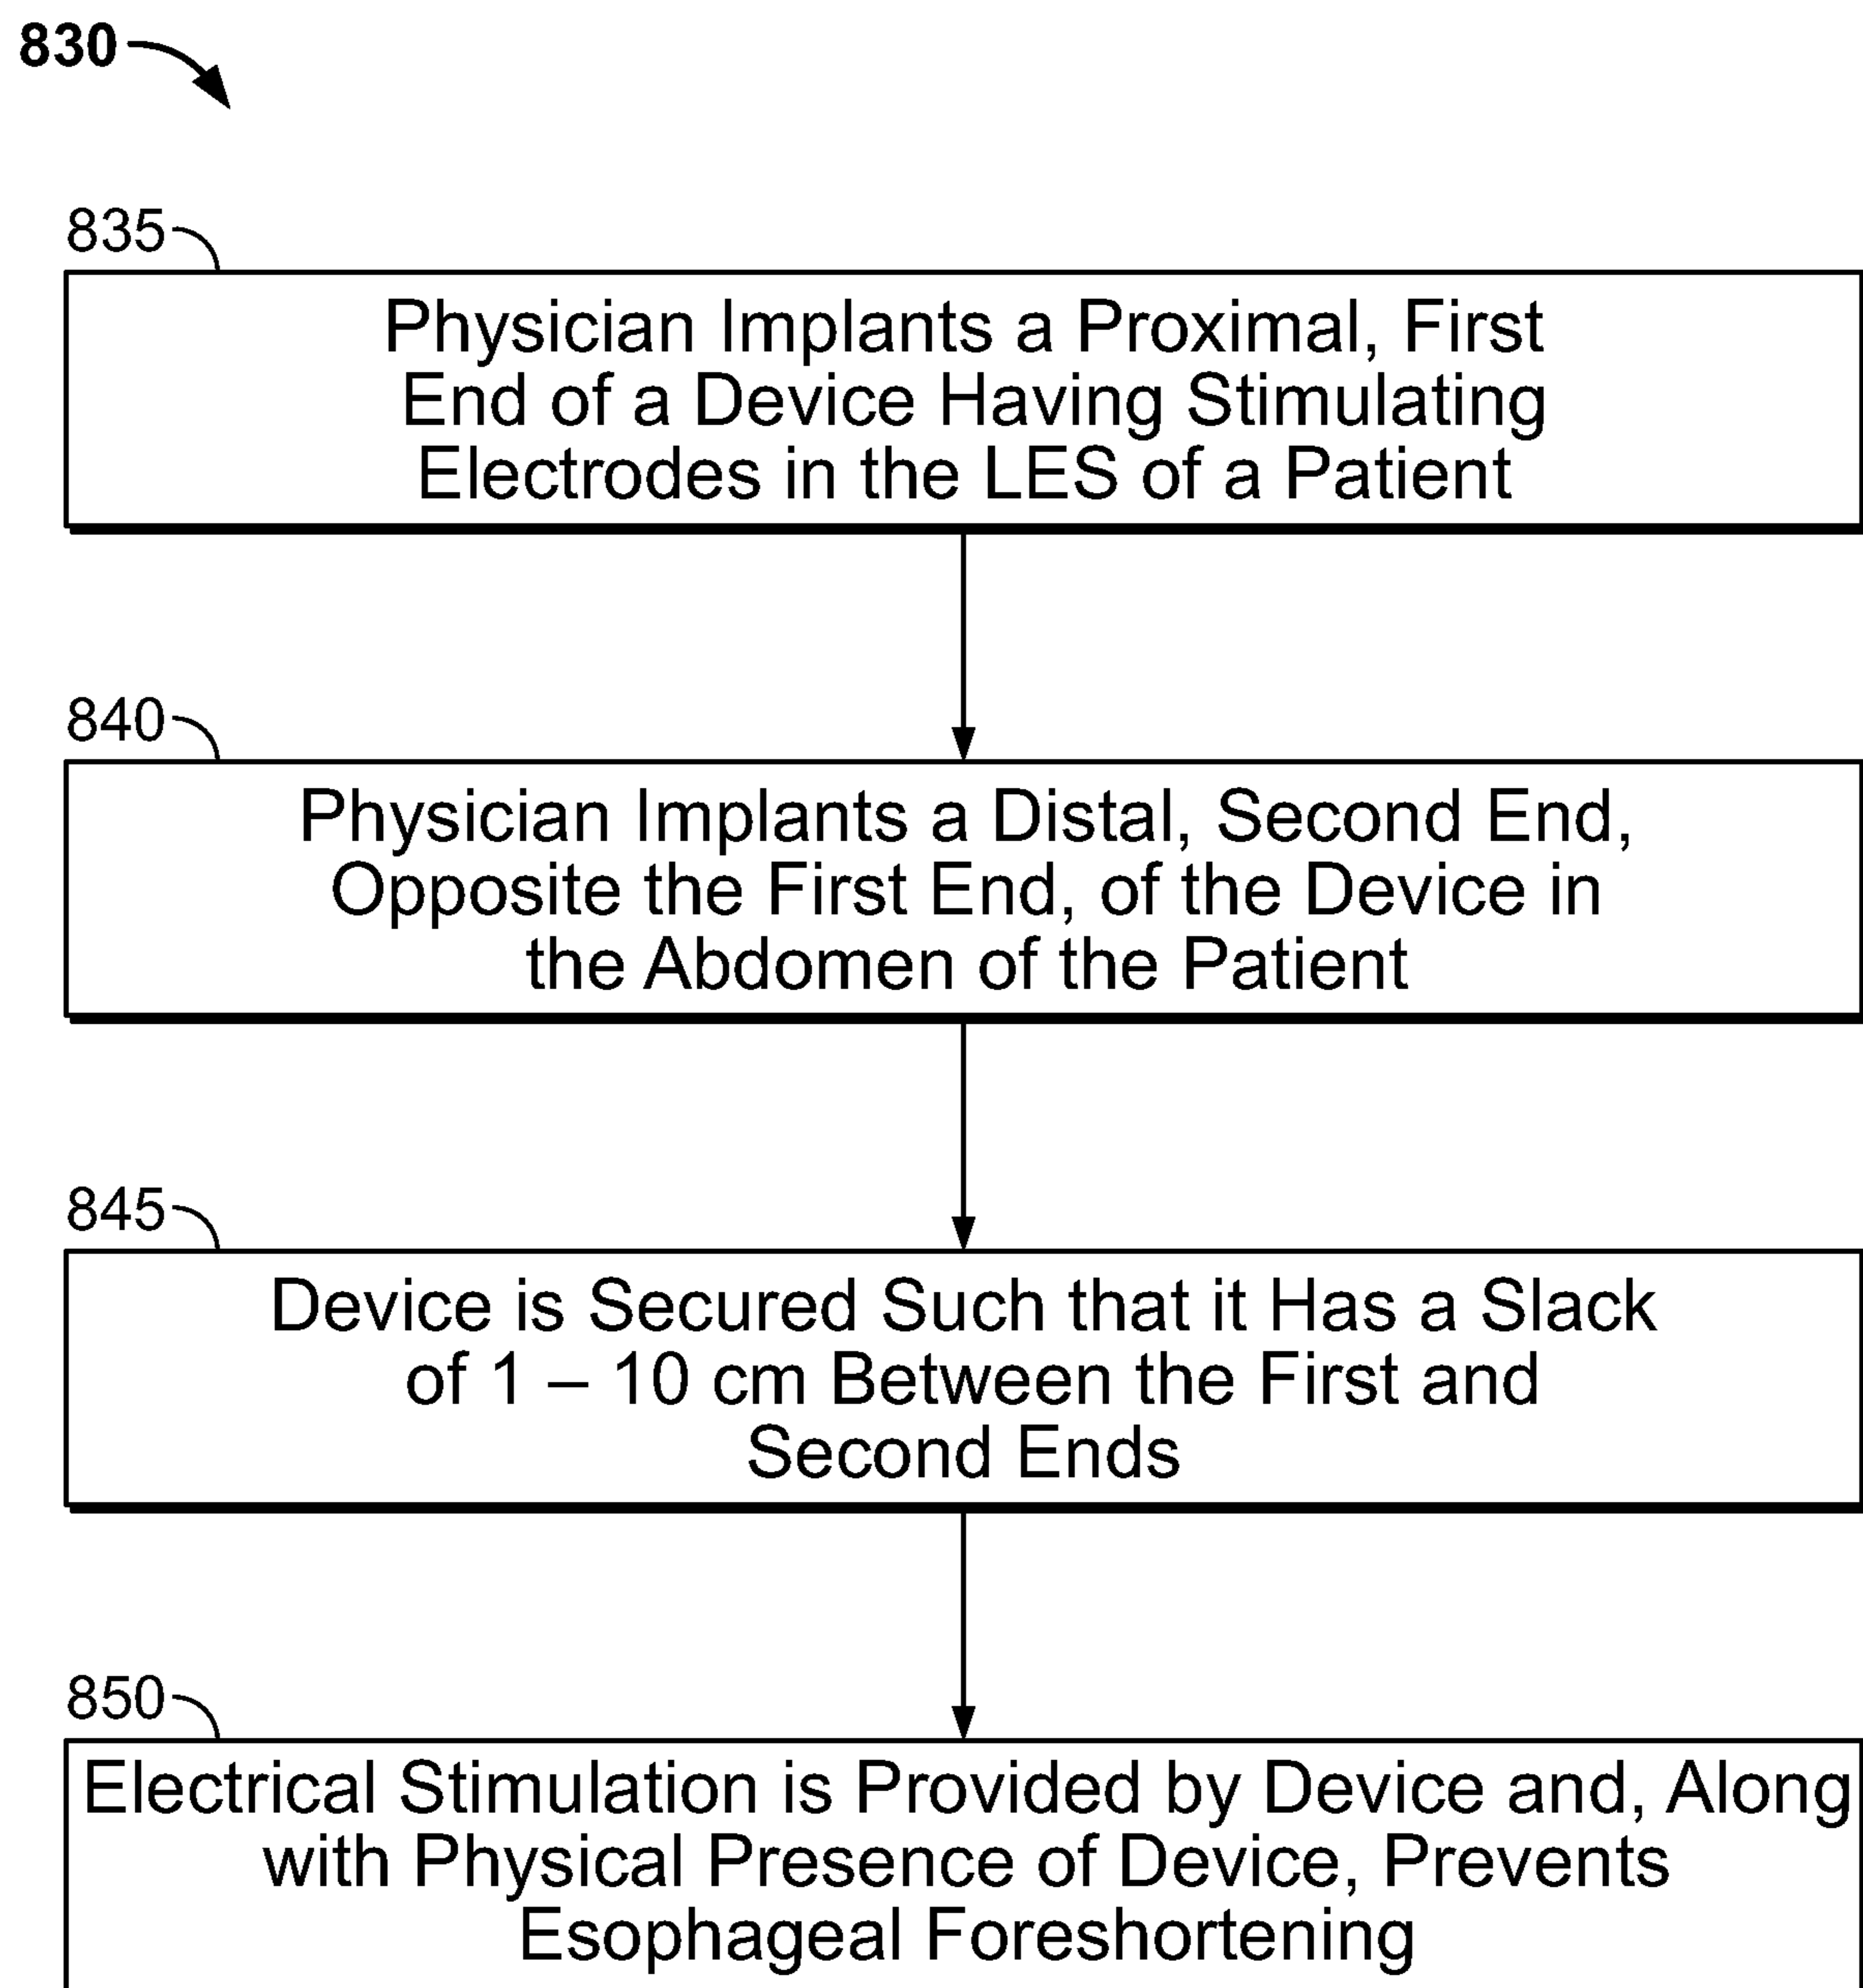 830
835
Physician Implants a Proximal, First
End of a Device Having Stimulating
Electrodes in the LES of a Patient
840
Physician Implants a Distal, Second End,
Opposite the First End, of the Device in
the Abdomen of the Patient
845
Device is Secured Such that it Has a Slack
of 1 – 10 cm Between the First and
Second Ends
850
Electrical Stimulation is Provided by Device and, Along
with Physical Presence of Device, Prevents
Esophageal Foreshortening